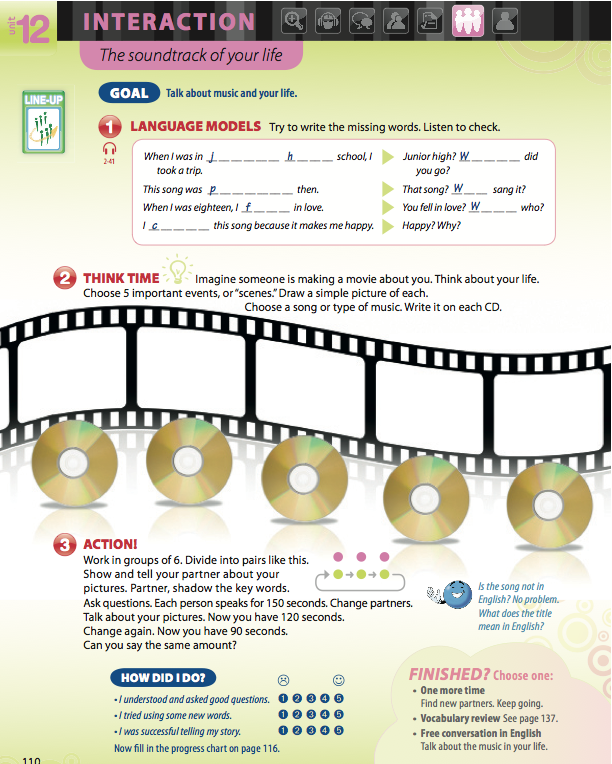 unit 12 INTERACTION
The soundtrack of your life
LINE-UP
GOAL Talk about music and your life.
1 LANGUAGE MODELS Try to write the missing words. Listen to check.
2·41
When I was in j _ _ _ _ _ h _ _ _ school, I
took a trip.
Junior high? W _ _ _ _ did
you go?
This song was p _ _ _ _ _ _ then.
That song? W _ _ sang it?
When I was eighteen, I f _ _ _ in love.
You fell in love? W _ _ _ who?
I c _ _ _ _ this song because it makes me happy.
Happy? Why?
2 THINK TIME Imagine someone is making a movie about you. Think about your life.
Choose 5 important events, or “scenes.” Draw a simple picture of each.
Choose a song or type of music. Write it on each CD.
3 ACTION!
Work in groups of 6. Divide into pairs like this.
Show and tell your partner about your
pictures. Partner, shadow the key words.
Ask questions. Each person speaks for 150 seconds. Change partners.
Talk about your pictures. Now you have 120 seconds.
Change again. Now you have 90 seconds.
Can you say the same amount?
Is the song not in
English? No problem.
What does the title
mean in English?
HOW DID I DO?
• I understood and asked good questions. 1 2 3 4 5
• I tried using some new words. 1 2 3 4 5
• I was successful telling my story. 1 2 3 4 5
Now fill in the progress chart on page 116.
FINISHED? Choose one:
• One more time
Find new partners. Keep going.
• Vocabulary review See page 137.
• Free conversation in English
Talk about the music in your life.
110